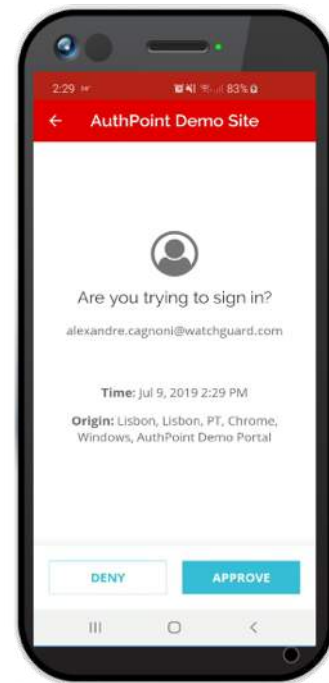 2:29
83%
AuthPoint Demo Site
Are you trying to sign in?
alexandre.cagnoni@watchguard.com
Time: Jul 9, 2019 2:29 PM
Origin: Lisbon, Lisbon, PT, Chrome,
Windows, AuthPoint Demo Portal
DENY
APPROVE